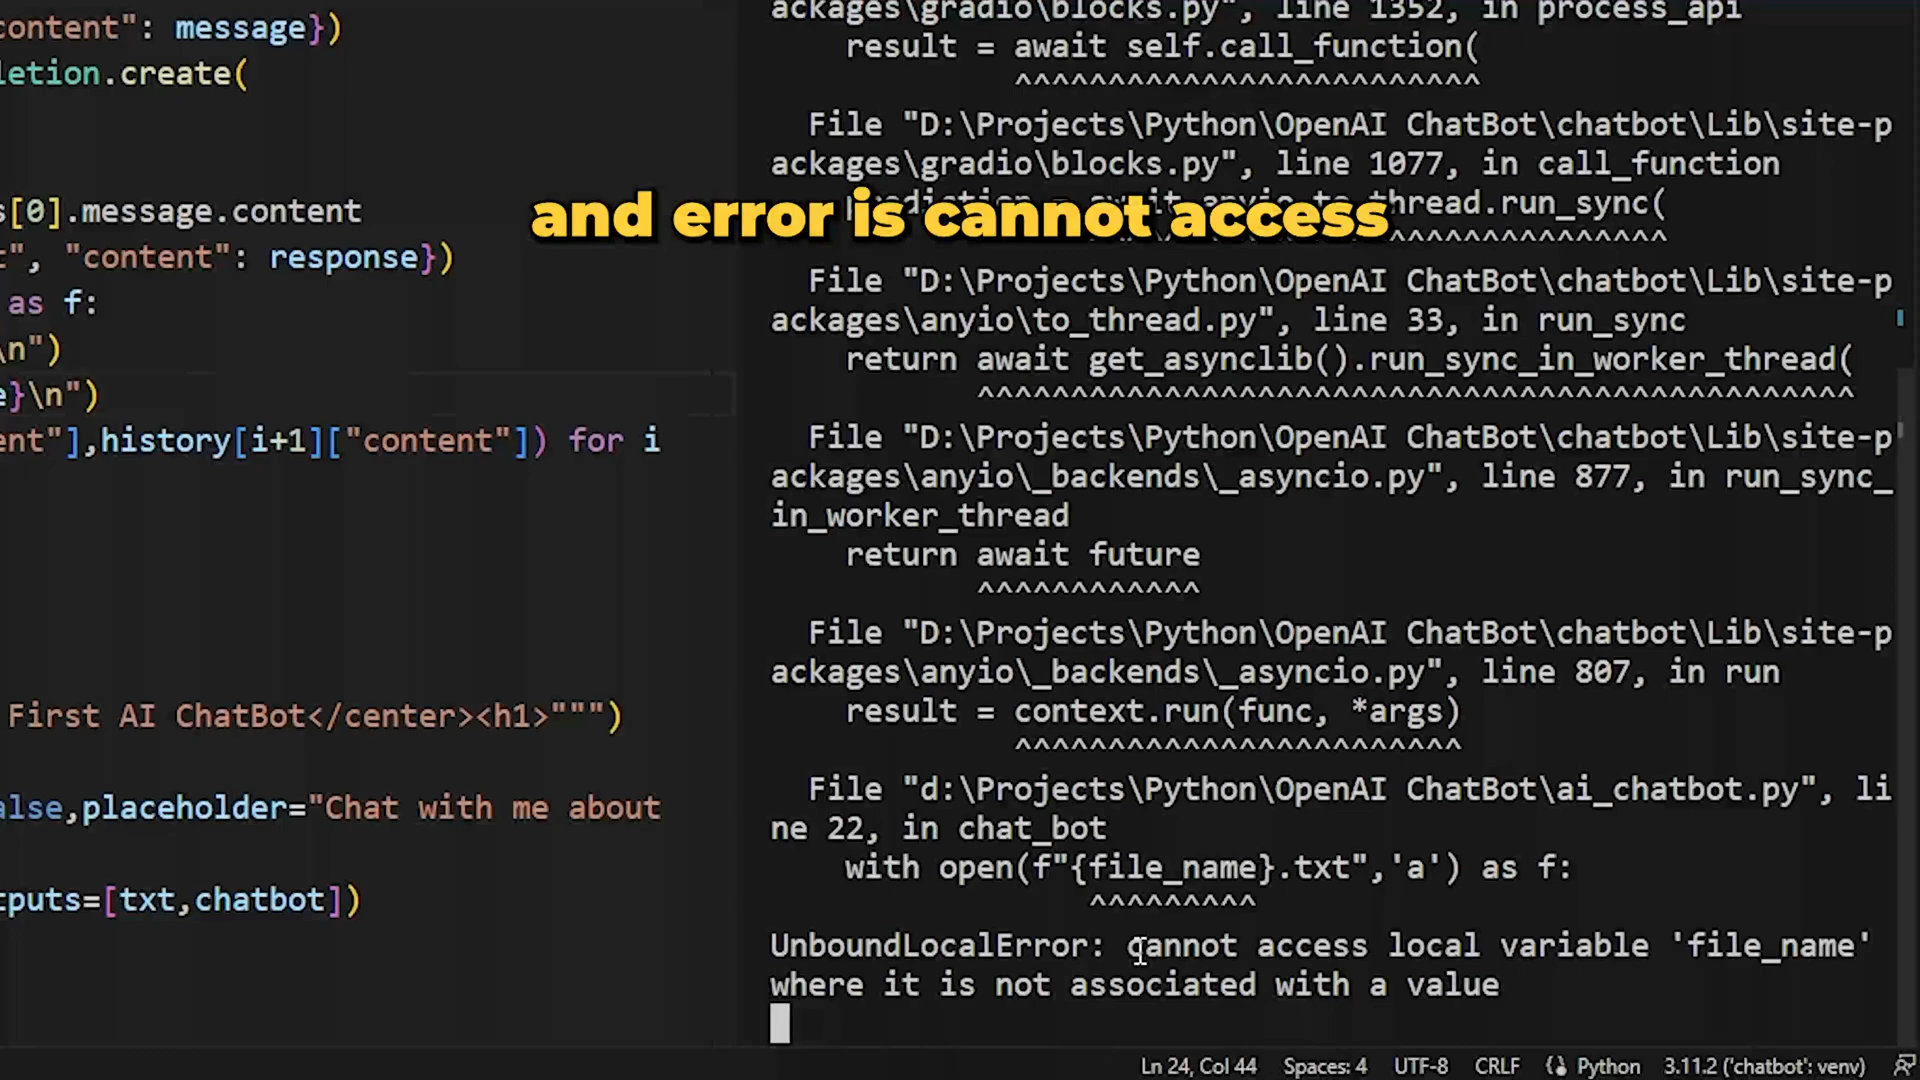 content": message})
letion.create(
s[0].message.content
t", "content": response})
as f:
\n")
e}\n")
ent"],history[i+1]["content"]) for i
First AI ChatBot</center><h1>""")
alse,placeholder="Chat with me about
tputs=[txt,chatbot])
ackages\gradio\blocks.py", line 1352, in process_api
result = await self.call_function(
^^^^^^^^^^^^^^^^^^^^^^^^^
File "D:\Projects\Python\OpenAI ChatBot\chatbot\Lib\site-p
ackages\gradio\blocks.py", line 1077, in call_function
prediction = await anyio.to_thread.run_sync(
and error is cannot access
File "D:\Projects\Python\OpenAI ChatBot\chatbot\Lib\site-p
ackages\anyio\to_thread.py", line 33, in run_sync
return await get_asynclib().run_sync_in_worker_thread(
^^^^^^^^^^^^^^^^^^^^^^^^^^^^^^^^^^^^^^^^^^^^^^^
File "D:\Projects\Python\OpenAI ChatBot\chatbot\Lib\site-p
ackages\anyio\_backends\_asyncio.py", line 877, in run_sync_
in_worker_thread
return await future
^^^^^^^^^^^^
File "D:\Projects\Python\OpenAI ChatBot\chatbot\Lib\site-p
ackages\anyio\_backends\_asyncio.py", line 807, in run
result = context.run(func, *args)
^^^^^^^^^^^^^^^^^^^^^^^^
File "d:\Projects\Python\OpenAI ChatBot\ai_chatbot.py", li
ne 22, in chat_bot
with open(f"{file_name}.txt",'a') as f:
^^^^^^^^^
UnboundLocalError: cannot access local variable 'file_name'
where it is not associated with a value
Ln 24, Col 44 Spaces: 4 UTF-8 CRLF Python 3.11.2 ('chatbot': venv)